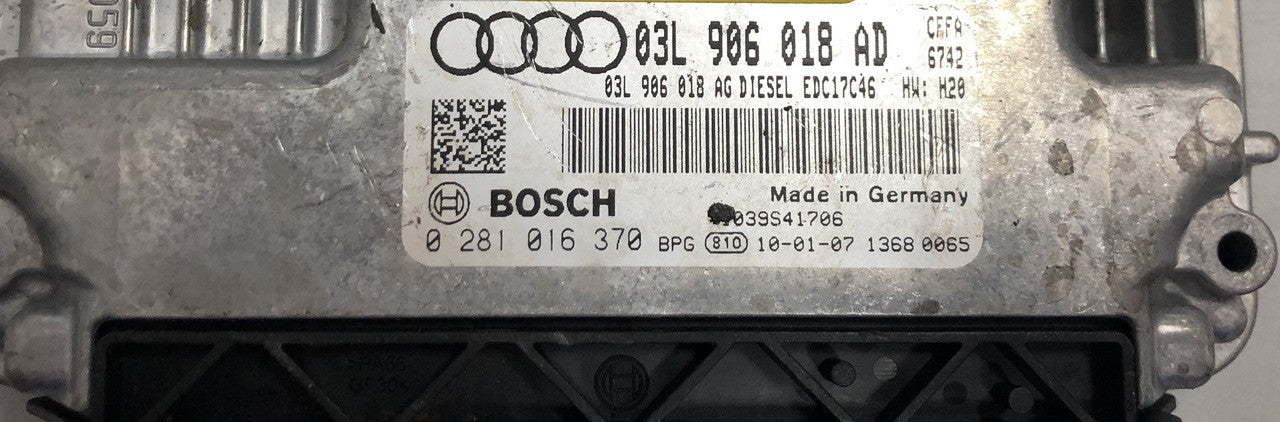 059
03L 906 018 AD
CFFA
6742
03L 906 018 AG DIESEL EDC17C46 HW: H20
BOSCH
Made in Germany
039S41706
0 281 016 370 BPG 810 10-01-07 1368 0065